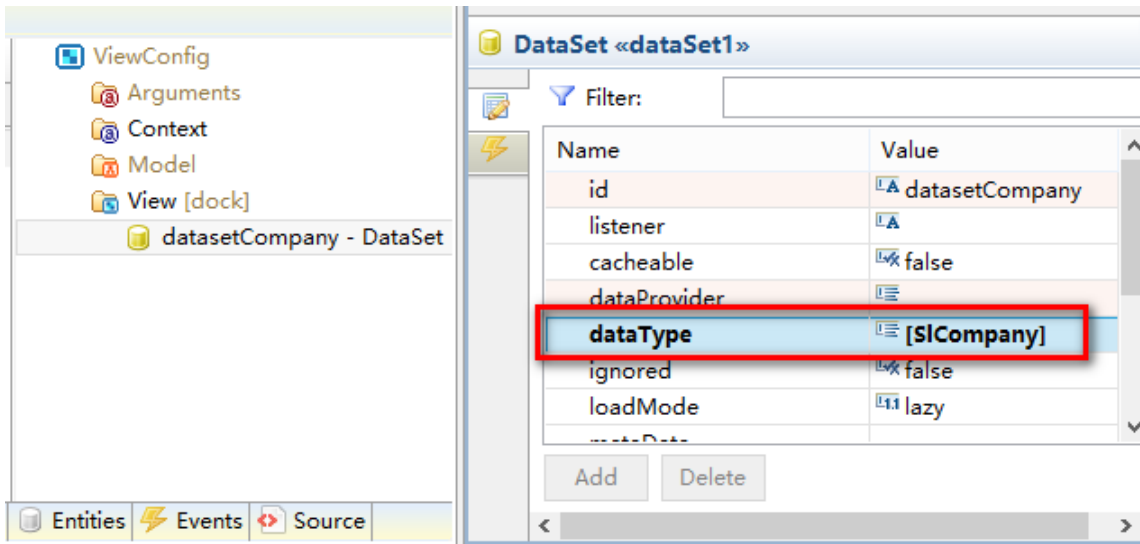 ViewConfig
Arguments
Context
Model
View [dock]
datasetCompany - DataSet
Entities
Events
Source
DataSet «dataSet1»
Filter:
Name Value
id datasetCompany
listener
cacheable false
dataProvider
dataType [SlCompany]
ignored false
loadMode lazy
metaData
Add Delete